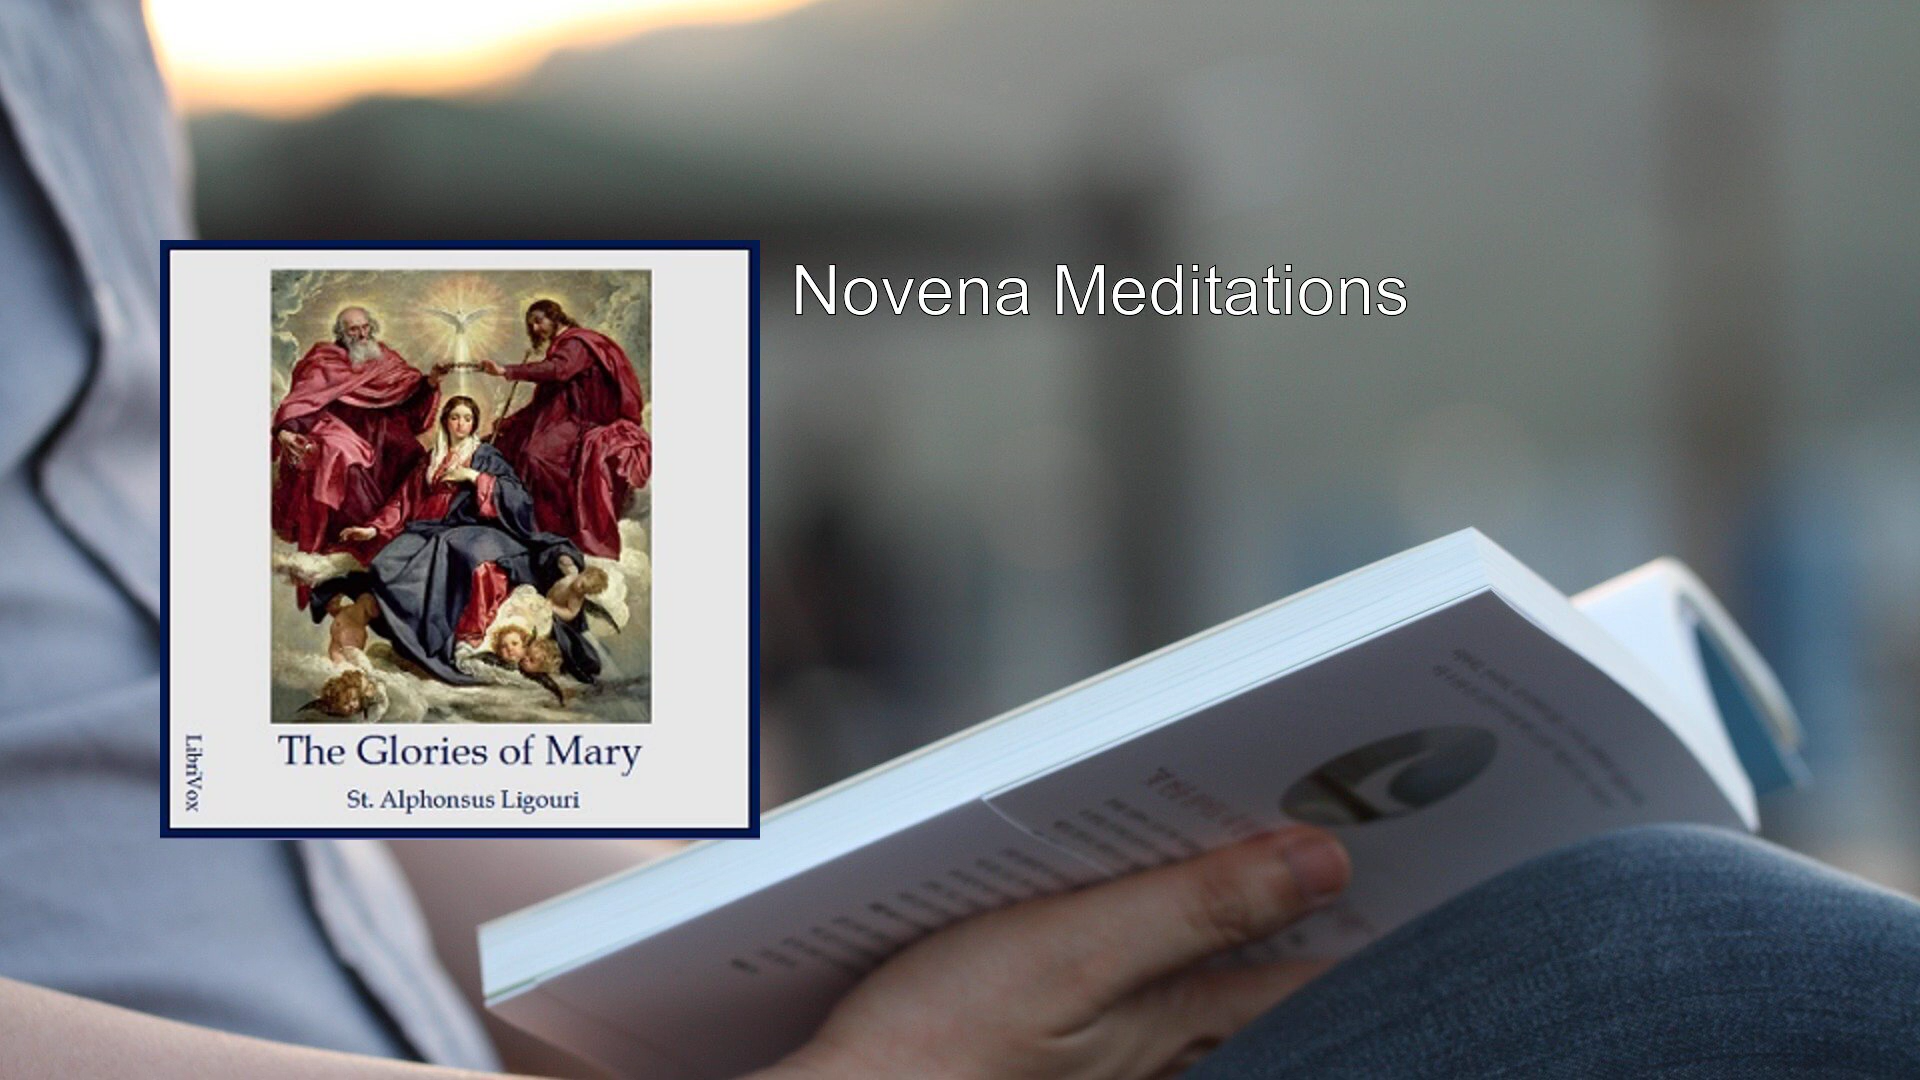 Novena Meditations
The Glories of Mary
St. Alphonsus Ligouri
LibriVox